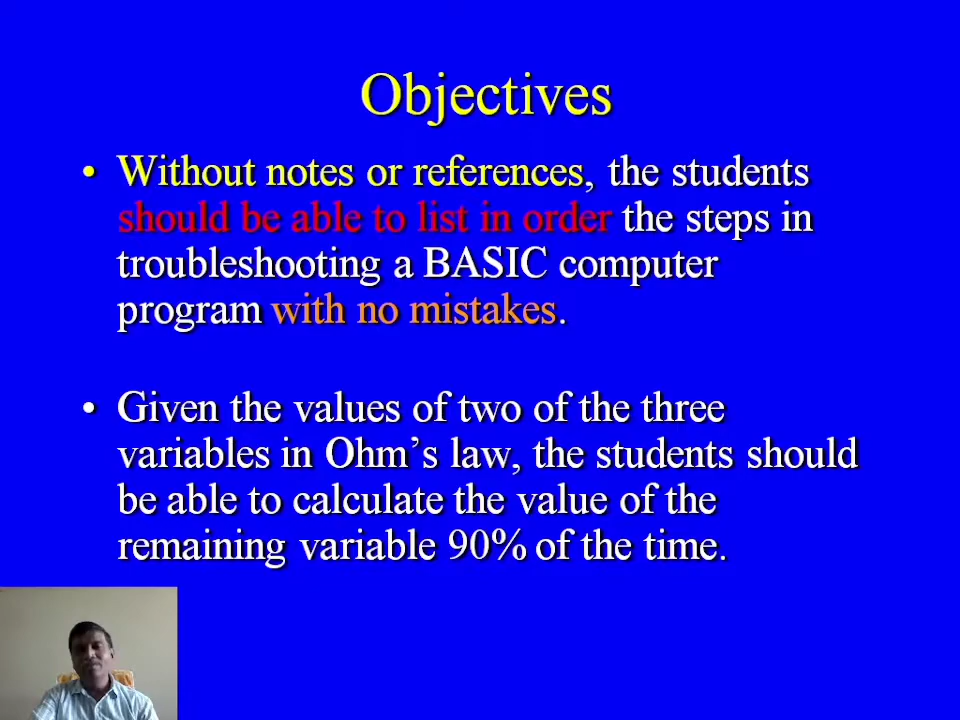 Objectives
• Without notes or references, the students
should be able to list in order the steps in
troubleshooting a BASIC computer
program with no mistakes.
• Given the values of two of the three
variables in Ohm's law, the students should
be able to calculate the value of the
remaining variable 90% of the time.